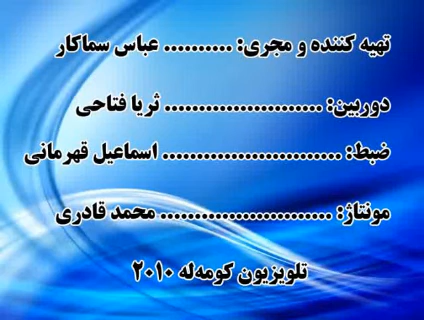 تهیه کننده و مجری: .......... عباس سماکار
دوربین: ....................... ثریا فتاحی
ضبط: .......................... اسماعیل قهرمانی
مونتاژ: ......................... محمد قادری
تلویزیون کومه‌له ۲۰۱۰